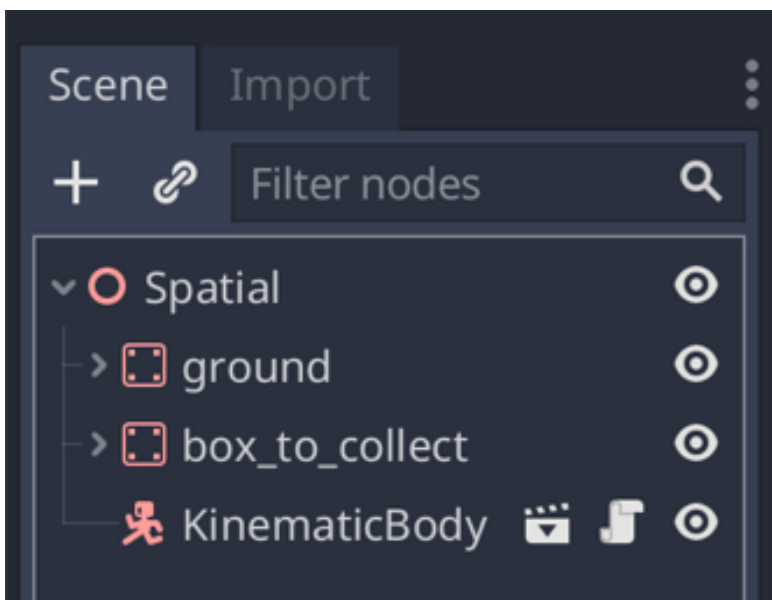 Scene Import
Filter nodes
Spatial
ground
box_to_collect
KinematicBody